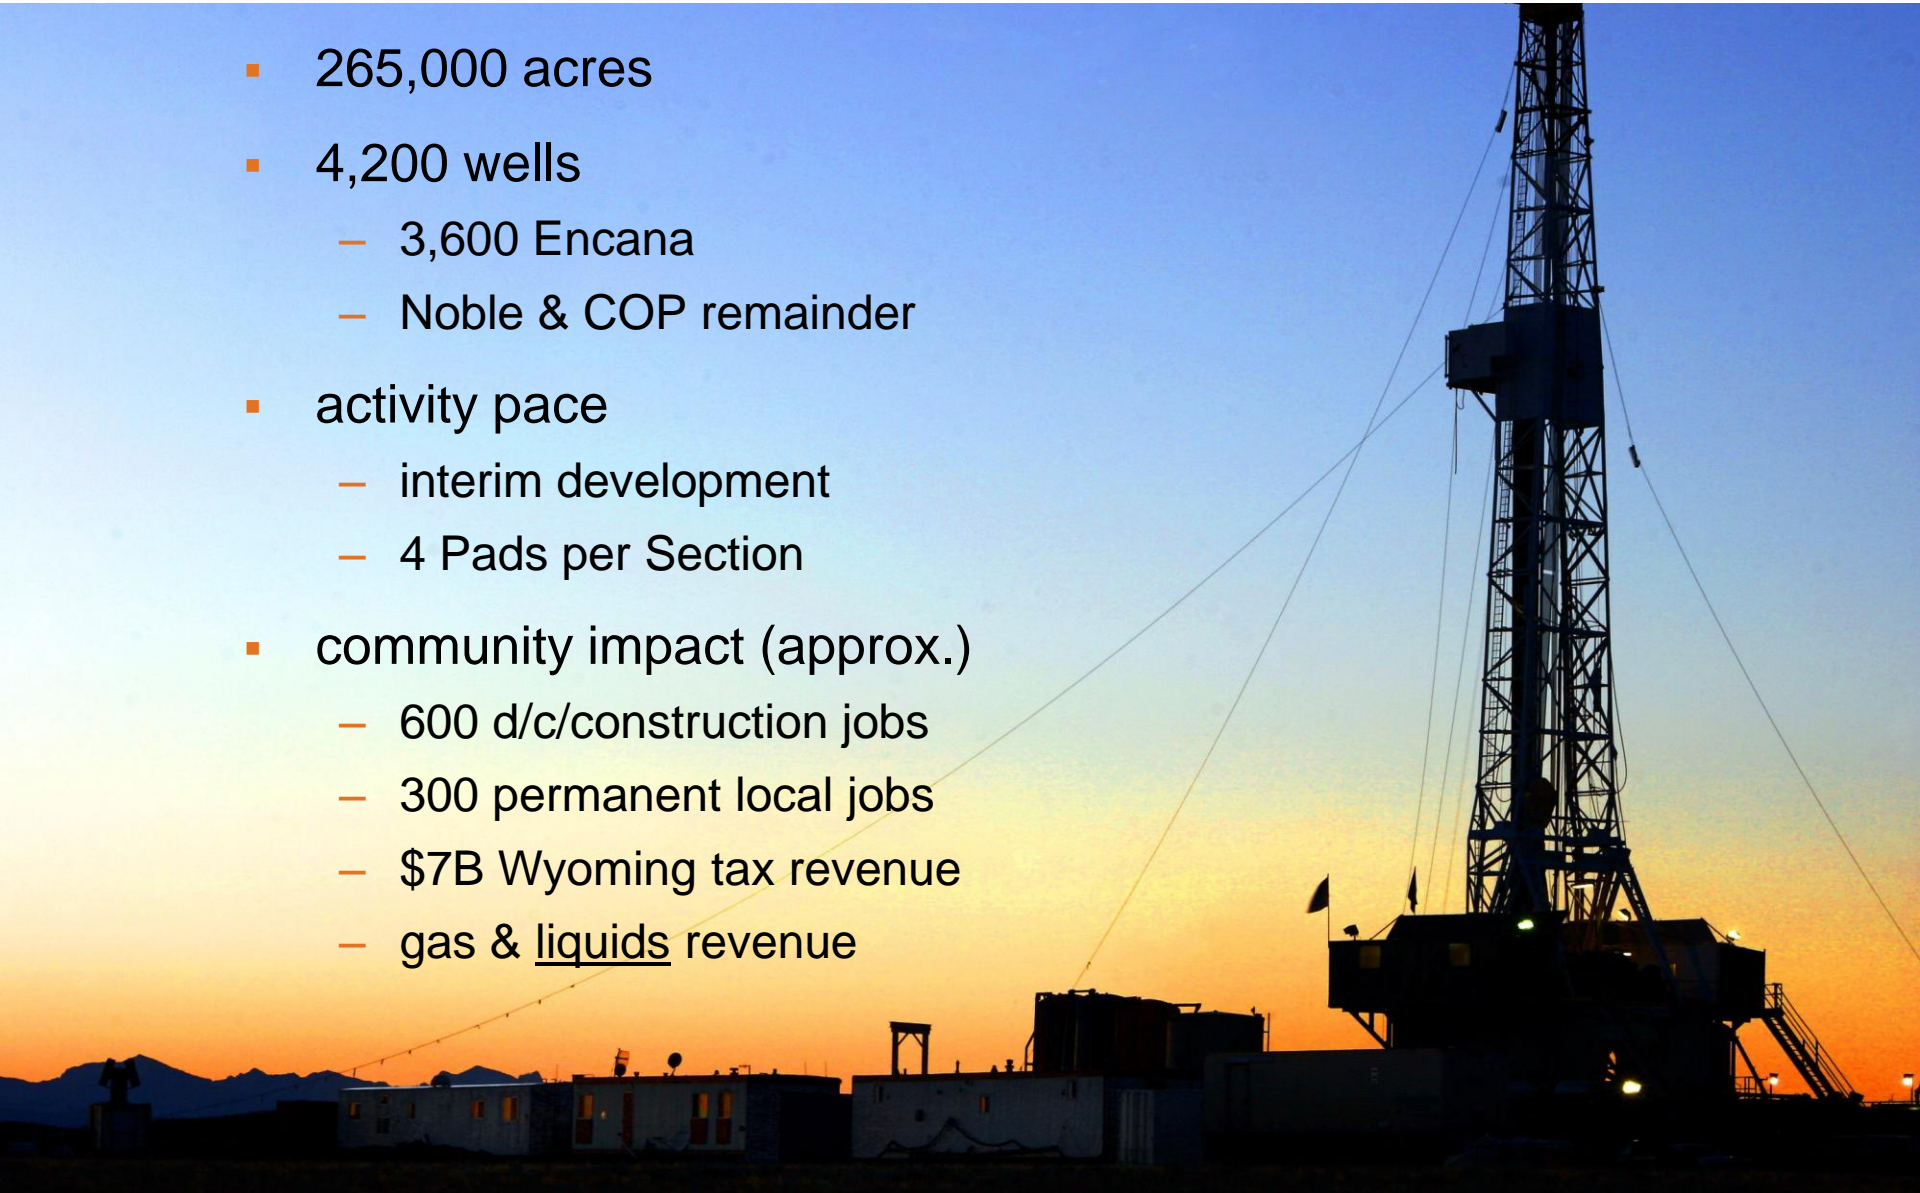 ▪ 265,000 acres
▪ 4,200 wells
– 3,600 Encana
– Noble & COP remainder
▪ activity pace
– interim development
– 4 Pads per Section
▪ community impact (approx.)
– 600 d/c/construction jobs
– 300 permanent local jobs
– $7B Wyoming tax revenue
– gas & liquids revenue